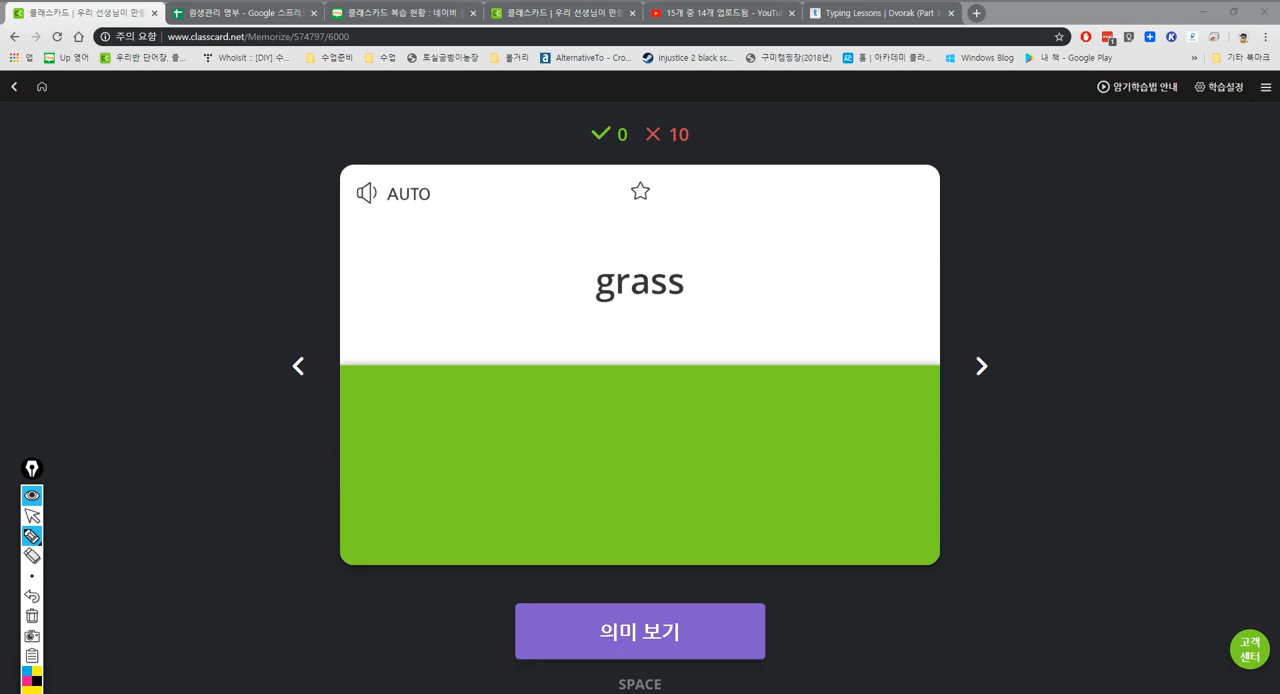 클래스카드 | 우리 선생님이 만든
원생관리 명부 - Google 스프레
클래스카드 복습 현황 : 네이버
클래스카드 | 우리 선생님이 만든
15개 중 14개 업로드됨 - YouTu
Typing Lessons | Dvorak (Part 2
주의 요함 | www.classcard.net/Memorize/574797/6000
앱
Up 영어
우리반 단어장, 클...
WhoIst :: (DIY) 수...
수업준비
수업
토실금벙이농장
볼거리
AlternativeTo - Cro...
injustice 2 black sc...
구미캠핑장(2018년)
홈 | 아카데미 플라...
Windows Blog
내 책 - Google Play
»
기타 북마크
암기학습법 안내
학습설정
0 10
AUTO
grass
의미 보기
SPACE
고객
센터